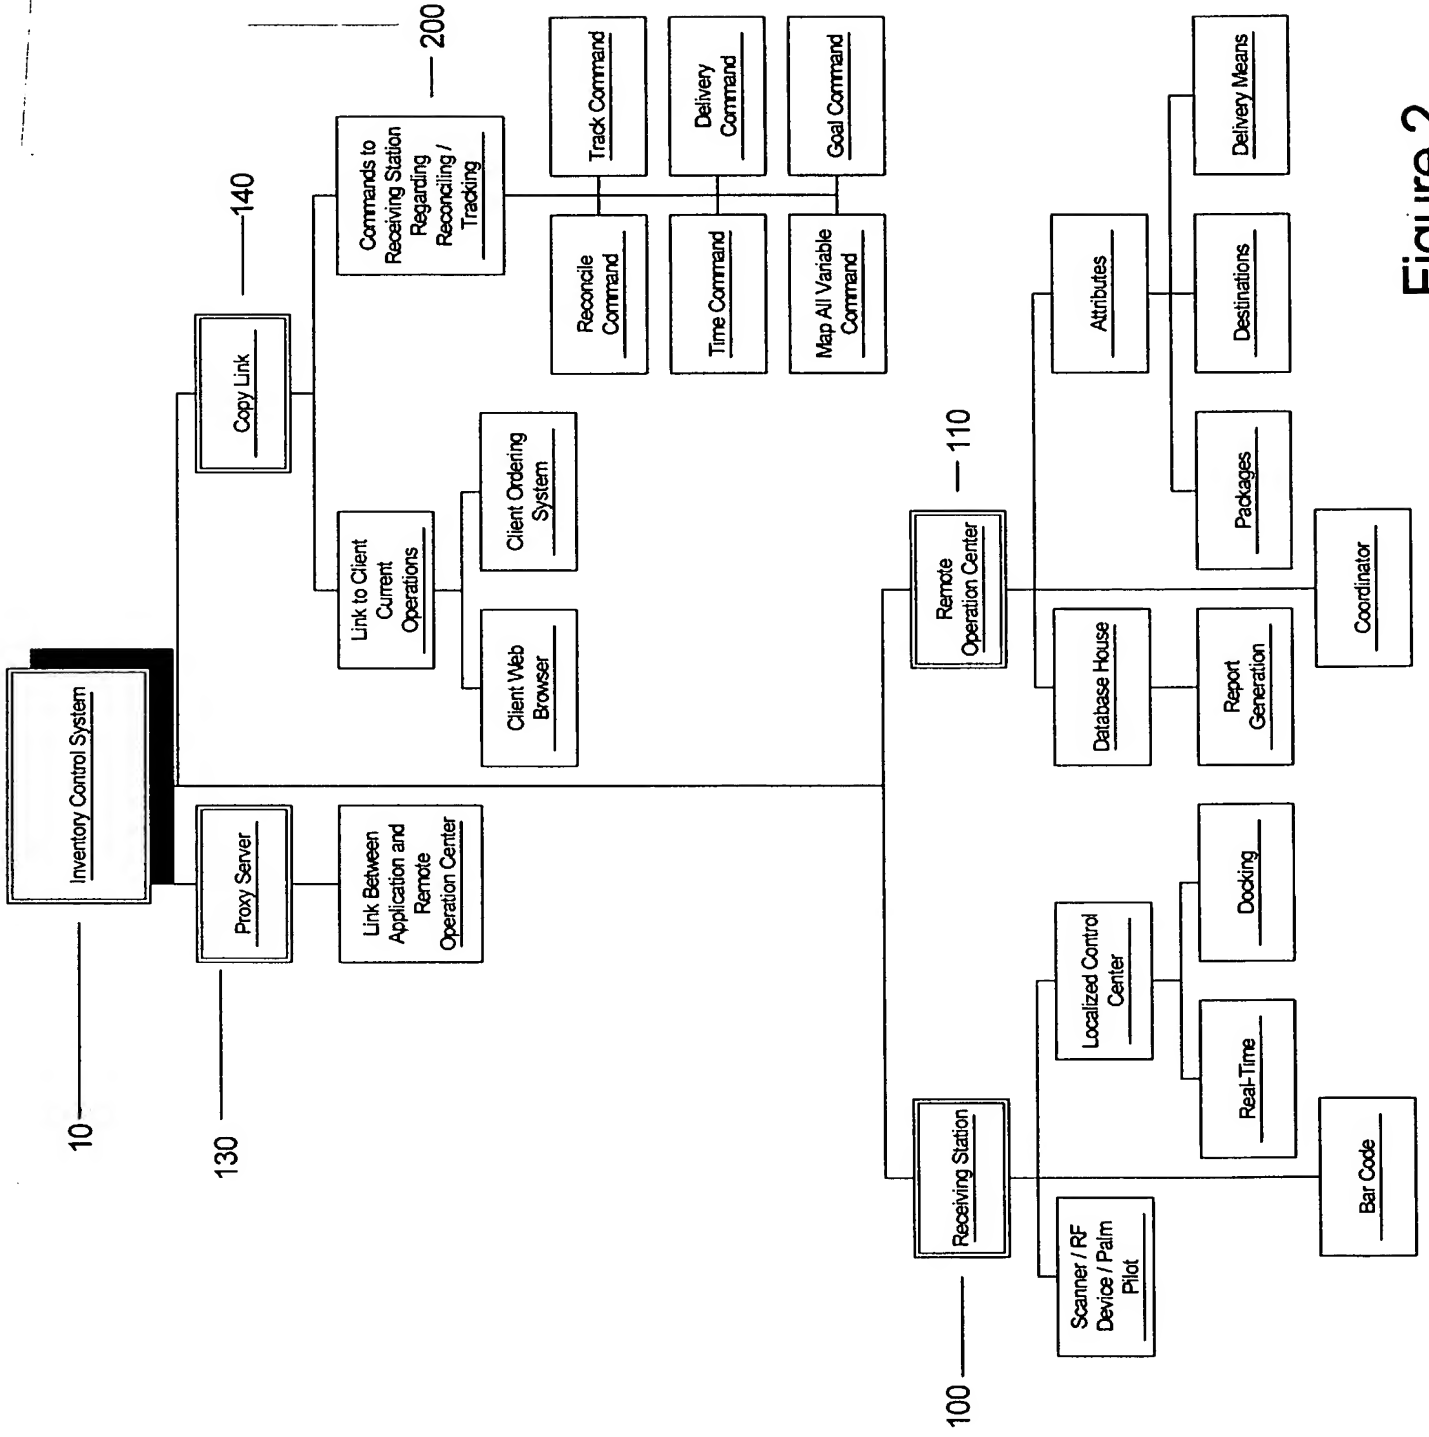 10
Inventory Control System
130
Proxy Server
Copy Link
140
Link Between
Application and
Remote
Operation Center
Link to Client
Current
Operations
Commands to
Receiving Station
Regarding
Reconciling /
Tracking
200
Client Web
Browser
Client Ordering
System
Reconcile
Command
Track Command
Time Command
Delivery
Command
Map All Variable
Command
Goal Command
100
Receiving Station
Remote
Operation Center
110
Scanner / RF
Device / Palm
Pilot
Localized Control
Center
Database House
Attributes
Real-Time
Docking
Report
Generation
Packages
Destinations
Delivery Means
Bar Code
Coordinator
Figure 2